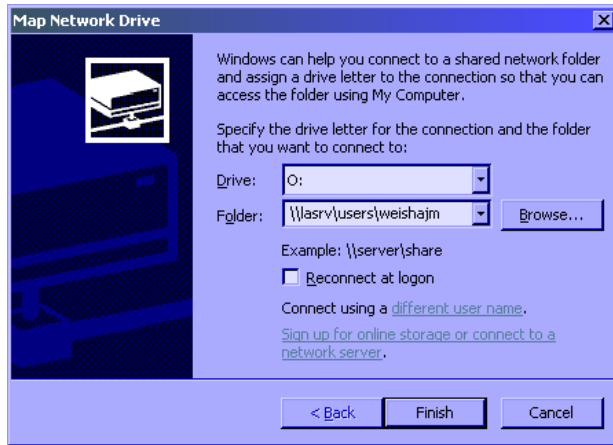 Map Network Drive
Windows can help you connect to a shared network folder
and assign a drive letter to the connection so that you can
access the folder using My Computer.
Specify the drive letter for the connection and the folder
that you want to connect to:
Drive: O:
Folder: \\lasrv\users\weishajm Browse...
Example: \\server\share
Reconnect at logon
Connect using a different user name.
Sign up for online storage or connect to a
network server.
< Back Finish Cancel